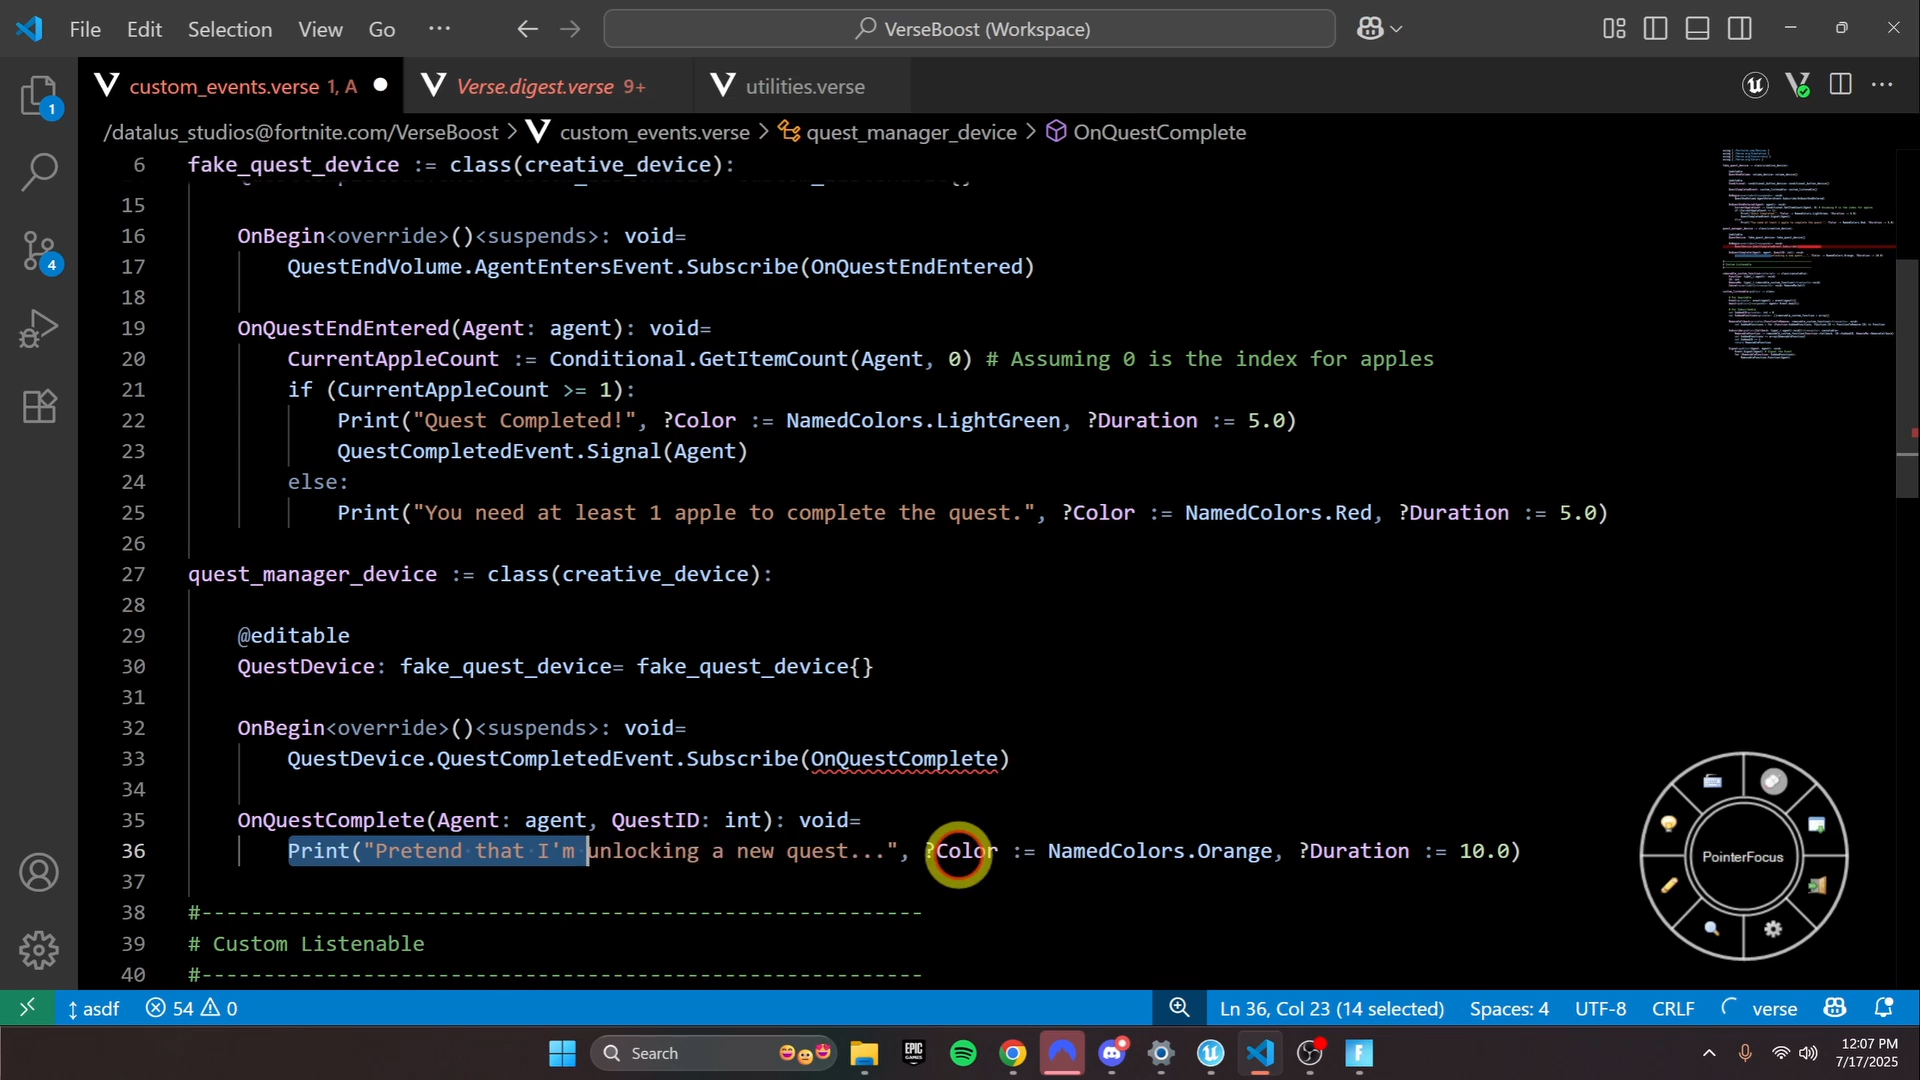 File Edit Selection View Go ··· VerseBoost (Workspace)
custom_events.verse 1, A Verse.digest.verse 9+ utilities.verse
/datalus_studios@fortnite.com/VerseBoost > custom_events.verse > quest_manager_device > OnQuestComplete
6 fake_quest_device := class(creative_device):
15
16 OnBegin<override>()<suspends>: void=
17 QuestEndVolume.AgentEntersEvent.Subscribe(OnQuestEndEntered)
18
19 OnQuestEndEntered(Agent: agent): void=
20 CurrentAppleCount := Conditional.GetItemCount(Agent, 0) # Assuming 0 is the index for apples
21 if (CurrentAppleCount >= 1):
22 Print("Quest Completed!", ?Color := NamedColors.LightGreen, ?Duration := 5.0)
23 QuestCompletedEvent.Signal(Agent)
24 else:
25 Print("You need at least 1 apple to complete the quest.", ?Color := NamedColors.Red, ?Duration := 5.0)
26
27 quest_manager_device := class(creative_device):
28
29 @editable
30 QuestDevice: fake_quest_device= fake_quest_device{}
31
32 OnBegin<override>()<suspends>: void=
33 QuestDevice.QuestCompletedEvent.Subscribe(OnQuestComplete)
34
35 OnQuestComplete(Agent: agent, QuestID: int): void=
36 Print("Pretend that I'm unlocking a new quest...", ?Color := NamedColors.Orange, ?Duration := 10.0)
37
38 #----------------------------------------------------------
39 # Custom Listenable
40 #----------------------------------------------------------
1
4
PointerFocus
asdf 54 0 Ln 36, Col 23 (14 selected) Spaces: 4 UTF-8 CRLF verse
Search EPIC GAMES 12:07 PM
7/17/2025